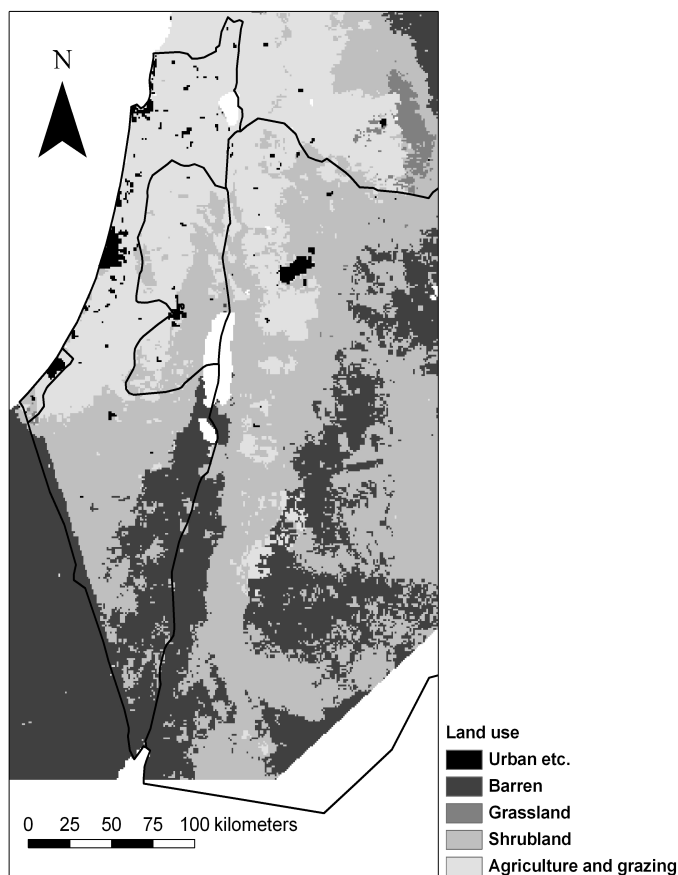 N
0 25 50 75 100 kilometers
Land use
Urban etc.
Barren
Grassland
Shrubland
Agriculture and grazing